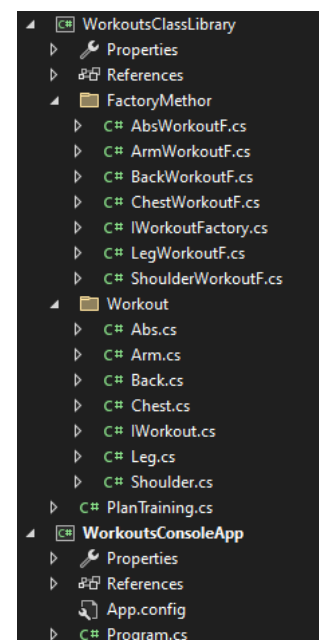 C# WorkoutsClassLibrary
Properties
References
FactoryMethor
C# AbsWorkoutF.cs
C# ArmWorkoutF.cs
C# BackWorkoutF.cs
C# ChestWorkoutF.cs
C# IWorkoutFactory.cs
C# LegWorkoutF.cs
C# ShoulderWorkoutF.cs
Workout
C# Abs.cs
C# Arm.cs
C# Back.cs
C# Chest.cs
C# IWorkout.cs
C# Leg.cs
C# Shoulder.cs
C# PlanTraining.cs
C# WorkoutsConsoleApp
Properties
References
App.config
C# Program.cs